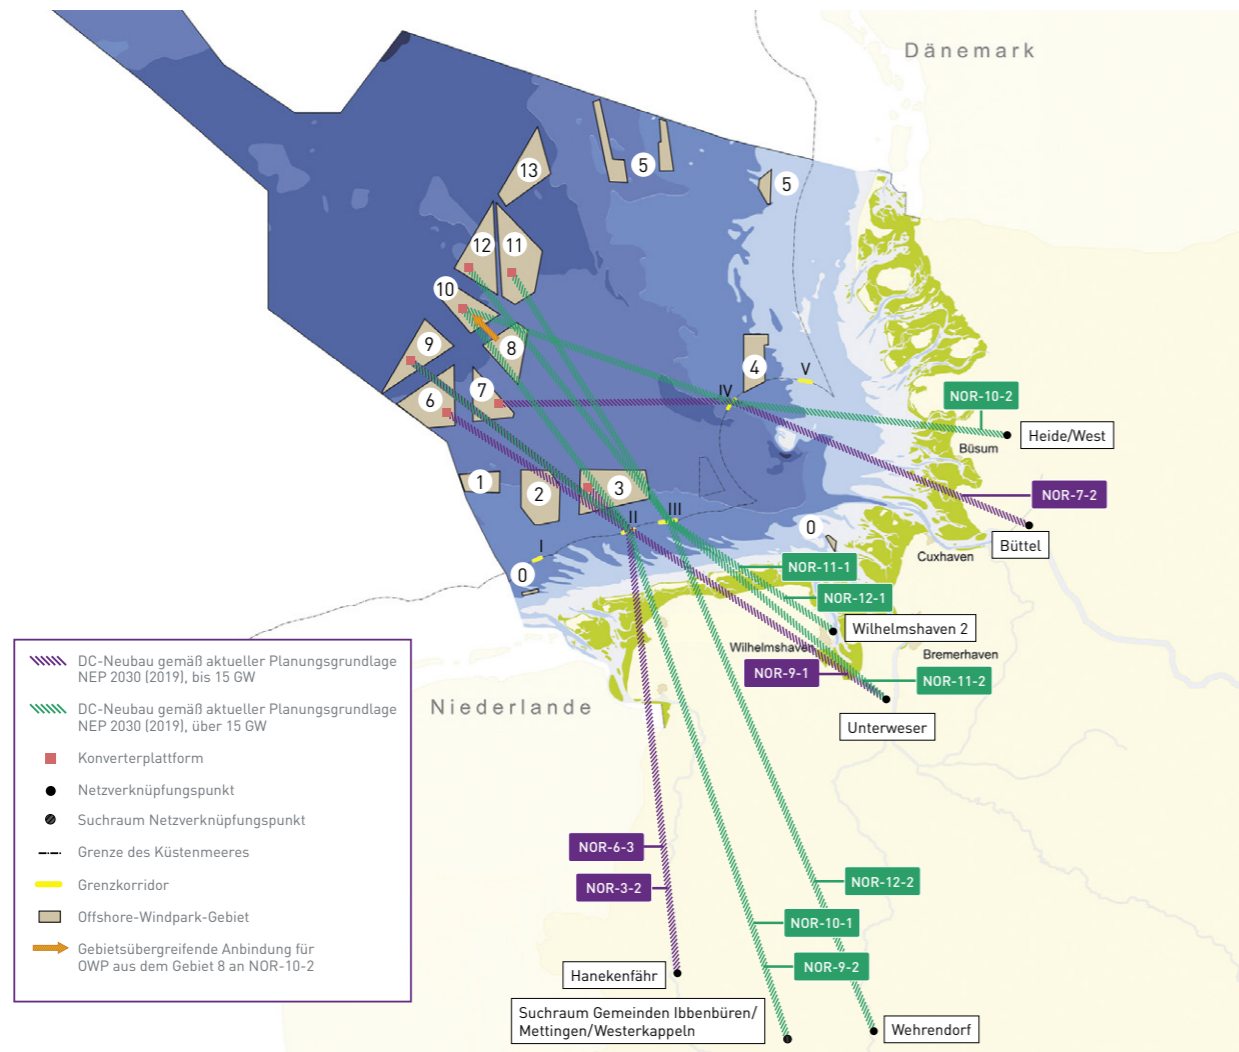 Dänemark
13
5
5
12
11
10
9
8
7
6
4
V
IV
NOR-10-2
Heide/West
Büsum
NOR-7-2
Büttel
1
2
3
II
III
I
0
0
Cuxhaven
NOR-11-1
NOR-12-1
Wilhelmshaven 2
Wilhelmshaven
Bremerhaven
NOR-9-1
NOR-11-2
Unterweser
Niederlande
DC-Neubau gemäß aktueller Planungsgrundlage
NEP 2030 (2019), bis 15 GW
DC-Neubau gemäß aktueller Planungsgrundlage
NEP 2030 (2019), über 15 GW
Konverterplattform
Netzverknüpfungspunkt
Suchraum Netzverknüpfungspunkt
Grenze des Küstenmeeres
Grenzkorridor
Offshore-Windpark-Gebiet
Gebietsübergreifende Anbindung für
OWP aus dem Gebiet 8 an NOR-10-2
NOR-6-3
NOR-3-2
NOR-12-2
NOR-10-1
NOR-9-2
Hanekenfähr
Suchraum Gemeinden Ibbenbüren/
Mettingen/Westerkappeln
Wehrendorf